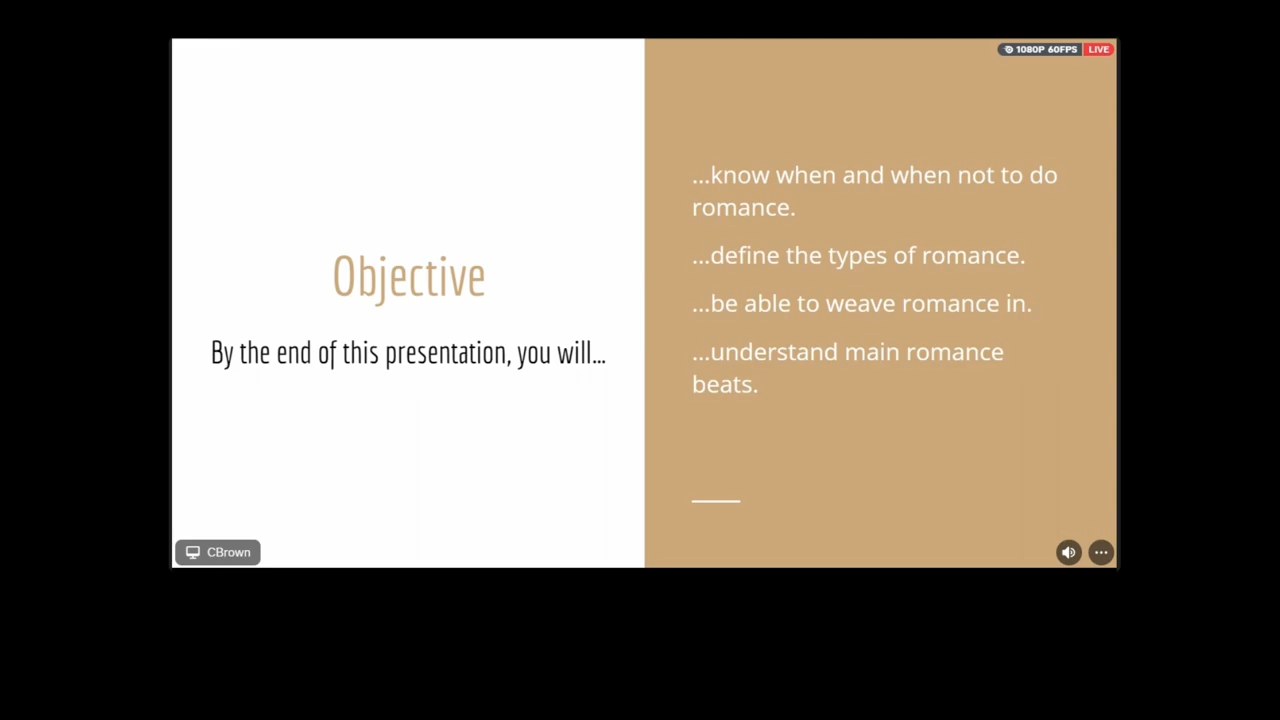 1080P 60FPS LIVE
Objective
By the end of this presentation, you will...
...know when and when not to do
romance.
...define the types of romance.
...be able to weave romance in.
...understand main romance
beats.
CBrown